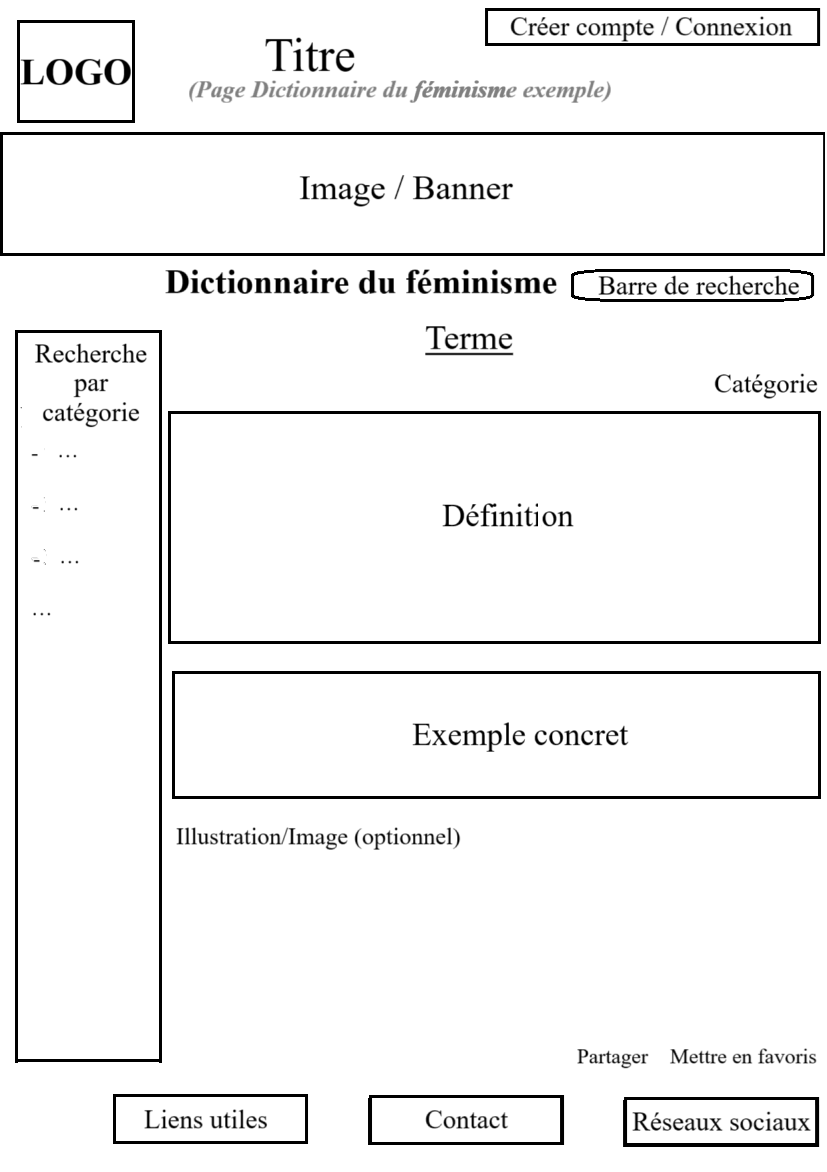 Créer compte / Connexion
LOGO
Titre
(Page Dictionnaire du féminisme exemple)
Image / Banner
Dictionnaire du féminisme
Barre de recherche
Recherche
par
catégorie
- ...
- ...
- ...
...
Terme
Catégorie
Définition
Exemple concret
Illustration/Image (optionnel)
Partager Mettre en favoris
Liens utiles
Contact
Réseaux sociaux